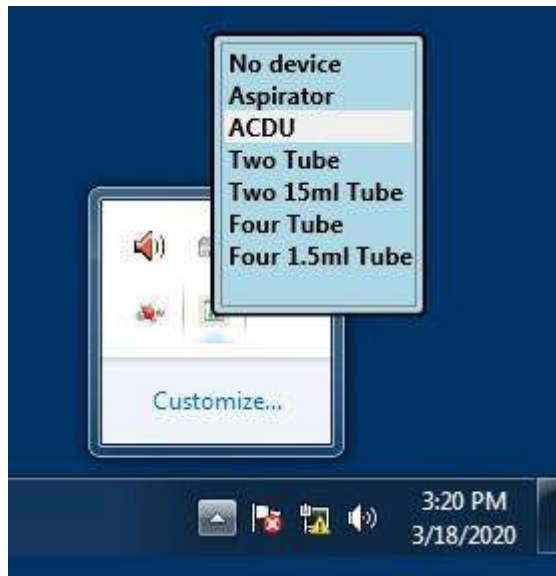 No device
Aspirator
ACDU
Two Tube
Two 15ml Tube
Four Tube
Four 1.5ml Tube
Customize...
3:20 PM
3/18/2020